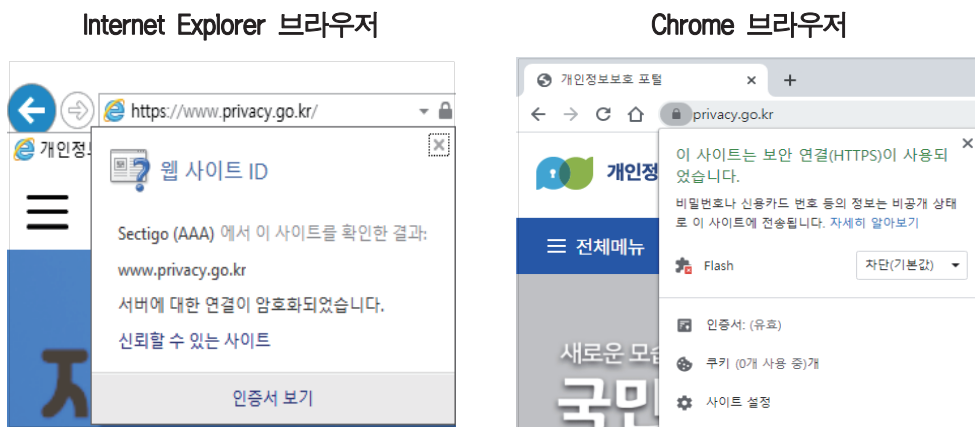 Internet Explorer 브라우저
https://www.privacy.go.kr/
개인정!
웹 사이트 ID
Sectigo (AAA) 에서 이 사이트를 확인한 결과:
www.privacy.go.kr
서버에 대한 연결이 암호화되었습니다.
신뢰할 수 있는 사이트
인증서 보기
Chrome 브라우저
개인정보보호 포털
privacy.go.kr
개인정
전체메뉴
새로운 모습
국민
이 사이트는 보안 연결(HTTPS)이 사용되
었습니다.
비밀번호나 신용카드 번호 등의 정보는 비공개 상태
로 이 사이트에 전송됩니다. 자세히 알아보기
Flash 차단(기본값)
인증서: (유효)
쿠키 (0개 사용 중)개
사이트 설정